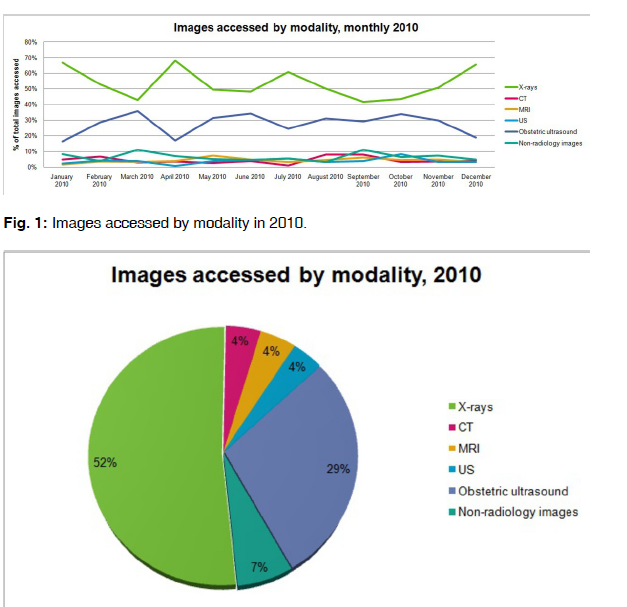 Images accessed by modality, monthly 2010
80%
70%
60%
50%
40%
30%
20%
10%
0%
% of total images accessed
January 2010
February 2010
March 2010
April 2010
May 2010
June 2010
July 2010
August 2010
September 2010
October 2010
November 2010
December 2010
X-rays
CT
MRI
US
Obstetric ultrasound
Non-radiology images
Fig. 1: Images accessed by modality in 2010.
Images accessed by modality, 2010
4%
4%
4%
52%
29%
7%
X-rays
CT
MRI
US
Obstetric ultrasound
Non-radiology images